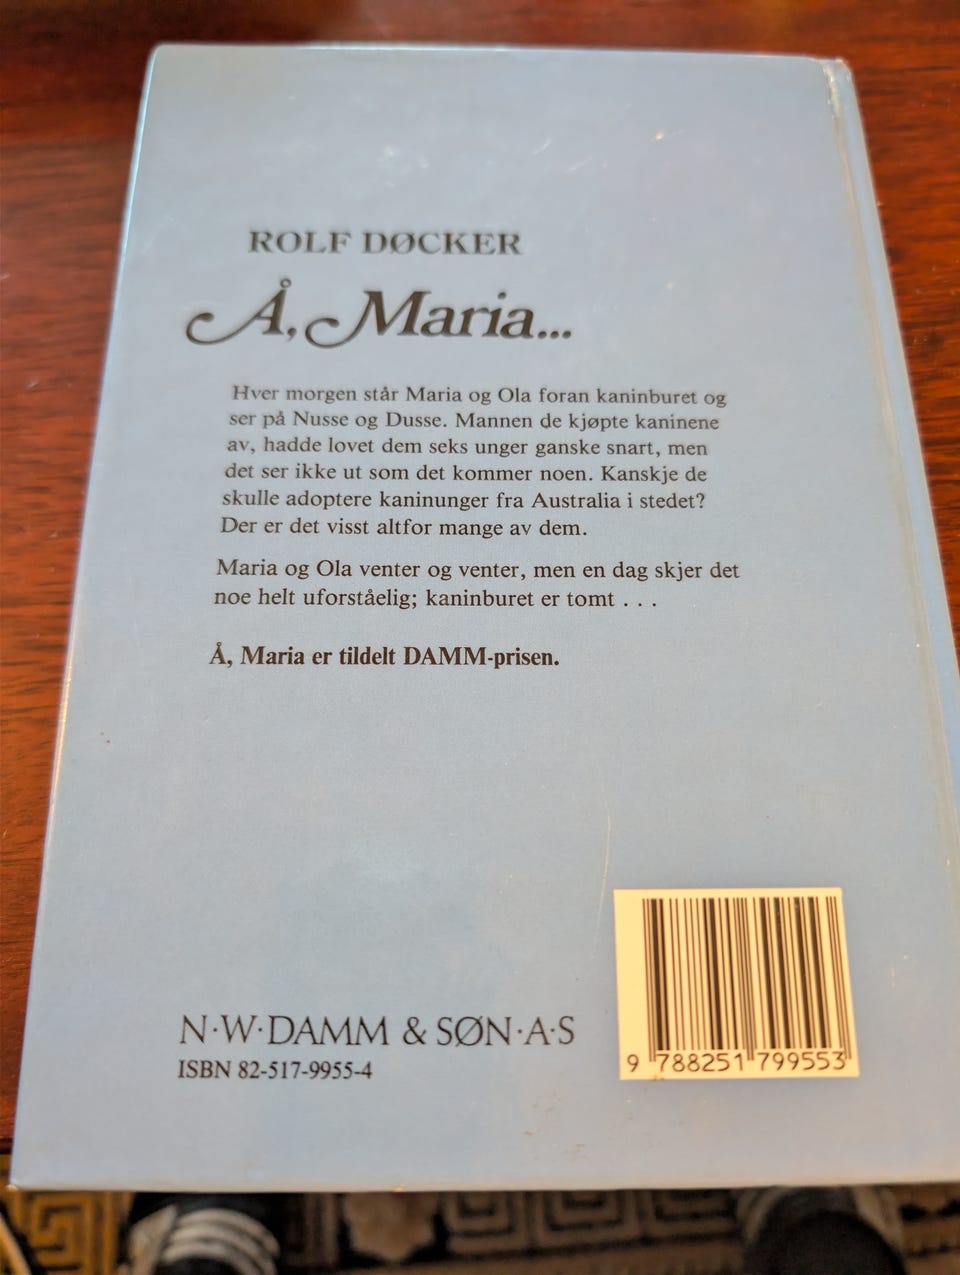 ROLF DØCKER
Å, Maria...
Hver morgen står Maria og Ola foran kaninburet og
ser på Nusse og Dusse. Mannen de kjøpte kaninene
av, hadde lovet dem seks unger ganske snart, men
det ser ikke ut som det kommer noen. Kanskje de
skulle adoptere kaninunger fra Australia i stedet?
Der er det visst altfor mange av dem.
Maria og Ola venter og venter, men en dag skjer det
noe helt uforståelig; kaninburet er tomt . . .
Å, Maria er tildelt DAMM-prisen.
N·W·DAMM & SØN·A·S
ISBN 82-517-9955-4
9 788251 799553